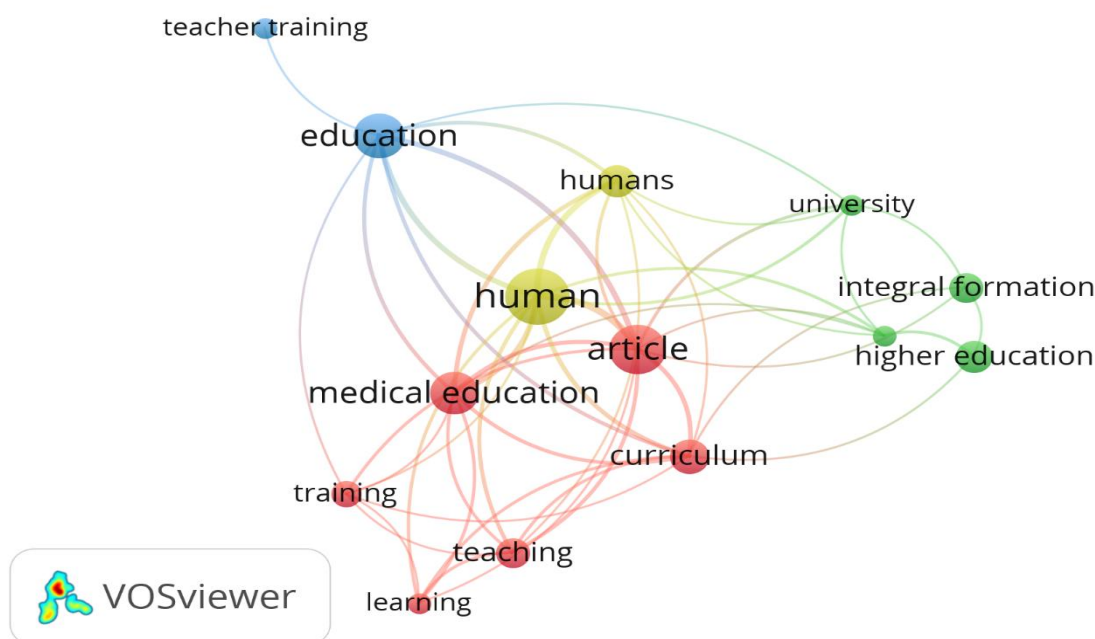 teacher training
education
humans
university
human
integral formation
article
higher education
medical education
curriculum
training
teaching
learning
VOSviewer